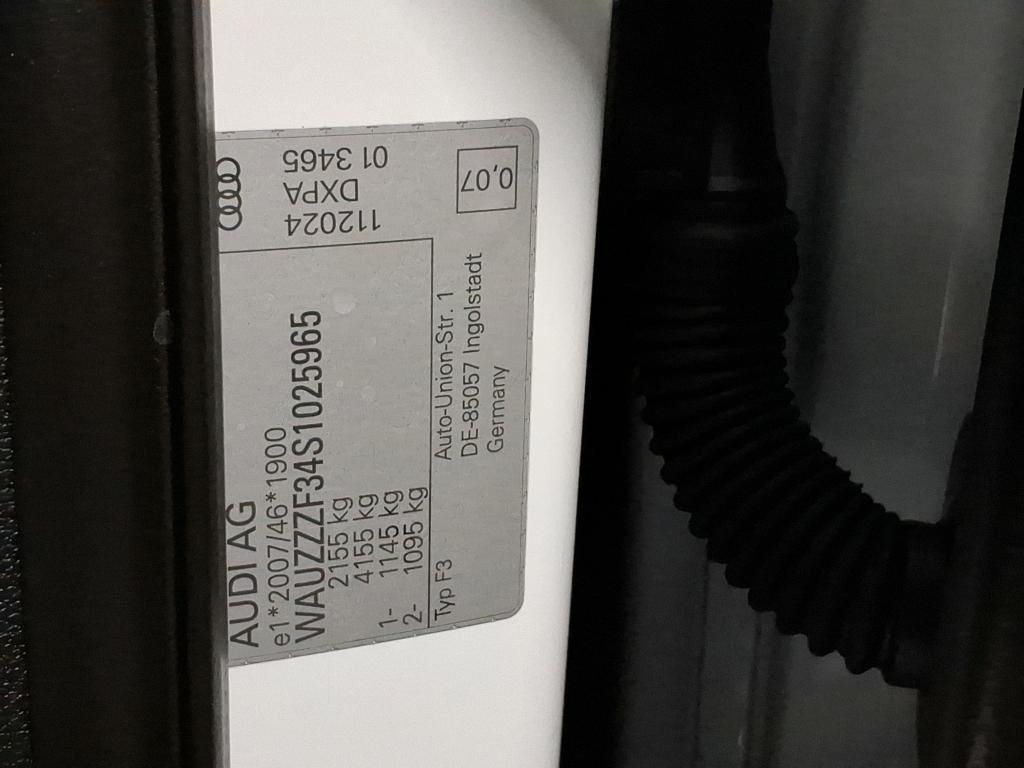 AUDI AG
e1*2007/46*1900
WAUZZZF34S1025965
2155 kg
4155 kg
1- 1145 kg
2- 1095 kg
Typ F3
Auto-Union-Str. 1
DE-85057 Ingolstadt
Germany
112024
DXPA
01 3465
0,07